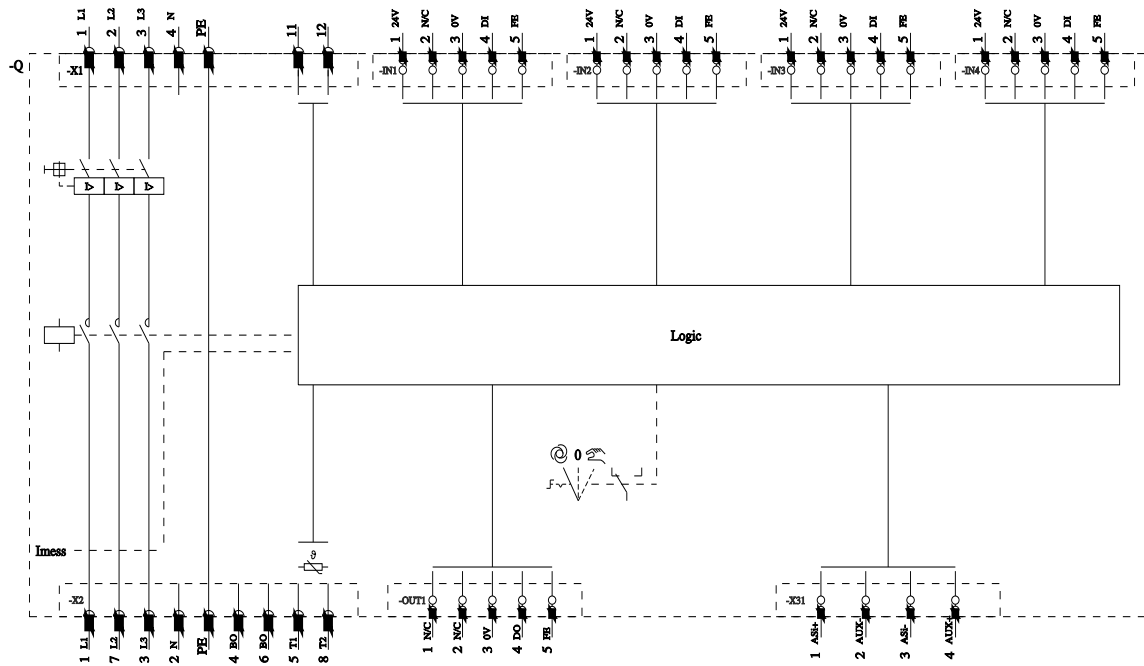 1 L1
2 L2
3 L3
4 N
PE
11
12
1 24V
2 N/C
3 0V
4 DI
5 FE
1 24V
2 N/C
3 0V
4 DI
5 FE
1 24V
2 N/C
3 0V
4 DI
5 FE
1 24V
2 N/C
3 0V
4 DI
5 FE
-Q
-X1
-IN1
-IN2
-IN3
-IN4
Logic
0
Imess
ϑ
-X2
-OUT1
-X31
1 L1
7 L2
3 L3
2 N
PE
4 BO
6 BO
5 T1
8 T2
1 N/C
2 N/C
3 0V
4 DO
5 FE
1 ASi+
2 AUX-
3 ASi-
4 AUX+